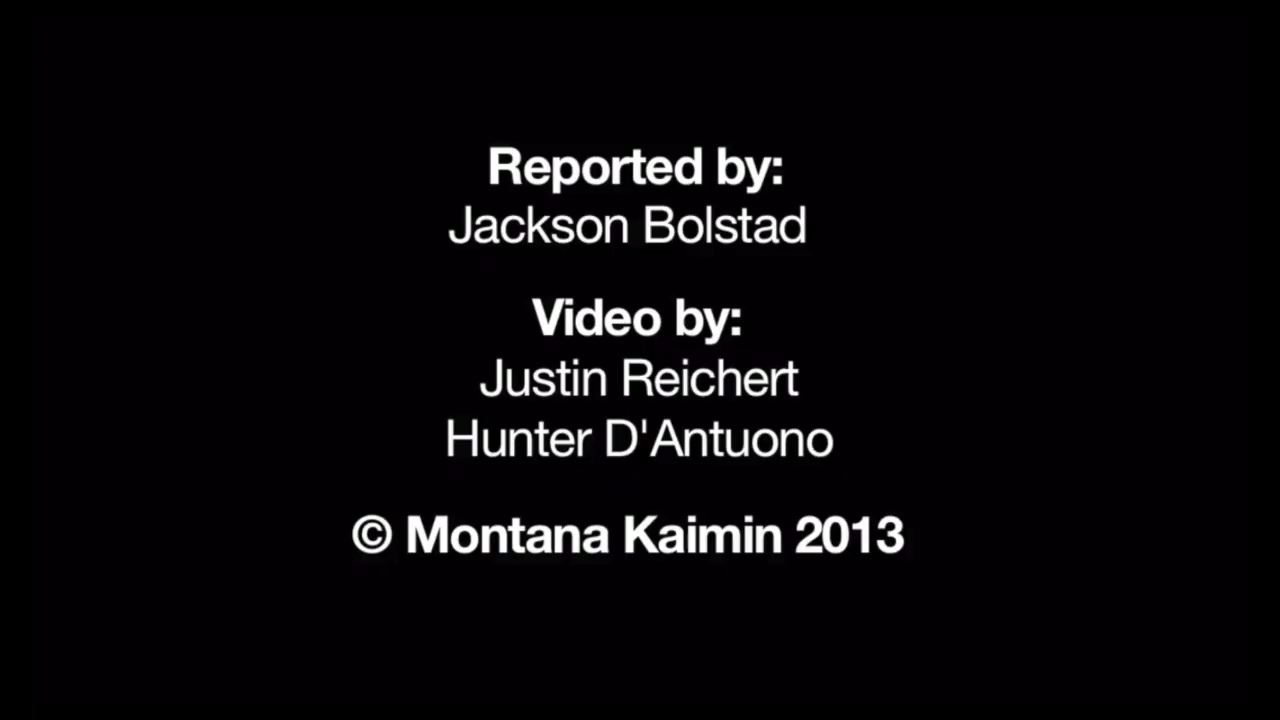 Reported by:
Jackson Bolstad
Video by:
Justin Reichert
Hunter D'Antuono
© Montana Kaimin 2013